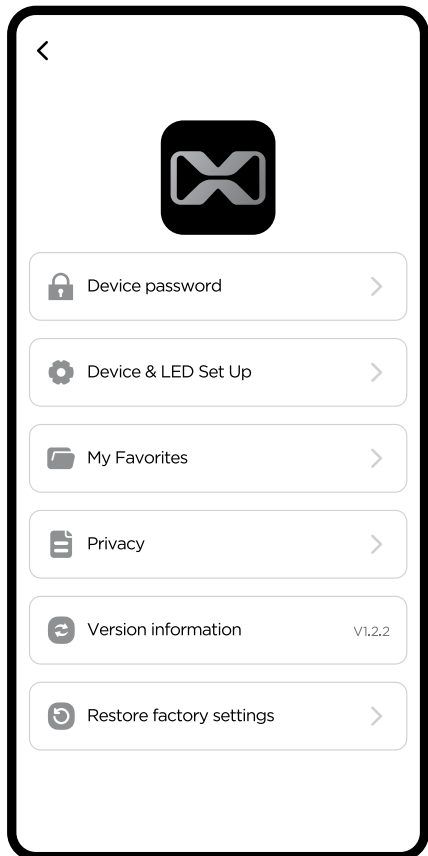 Device password
Device & LED Set Up
My Favorites
Privacy
Version information V1.2.2
Restore factory settings